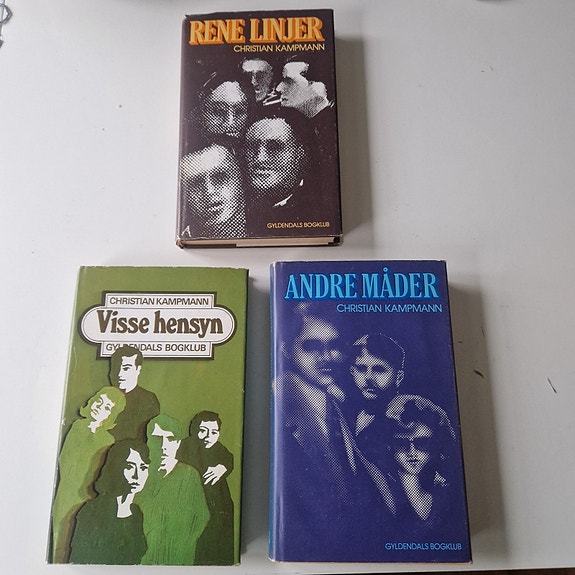 RENE LINJER
CHRISTIAN KAMPMANN
GYLDENDALS BOGKLUB
CHRISTIAN KAMPMANN
Visse hensyn
GYLDENDALS BOGKLUB
ANDRE MÅDER
CHRISTIAN KAMPMANN
GYLDENDALS BOGKLUB